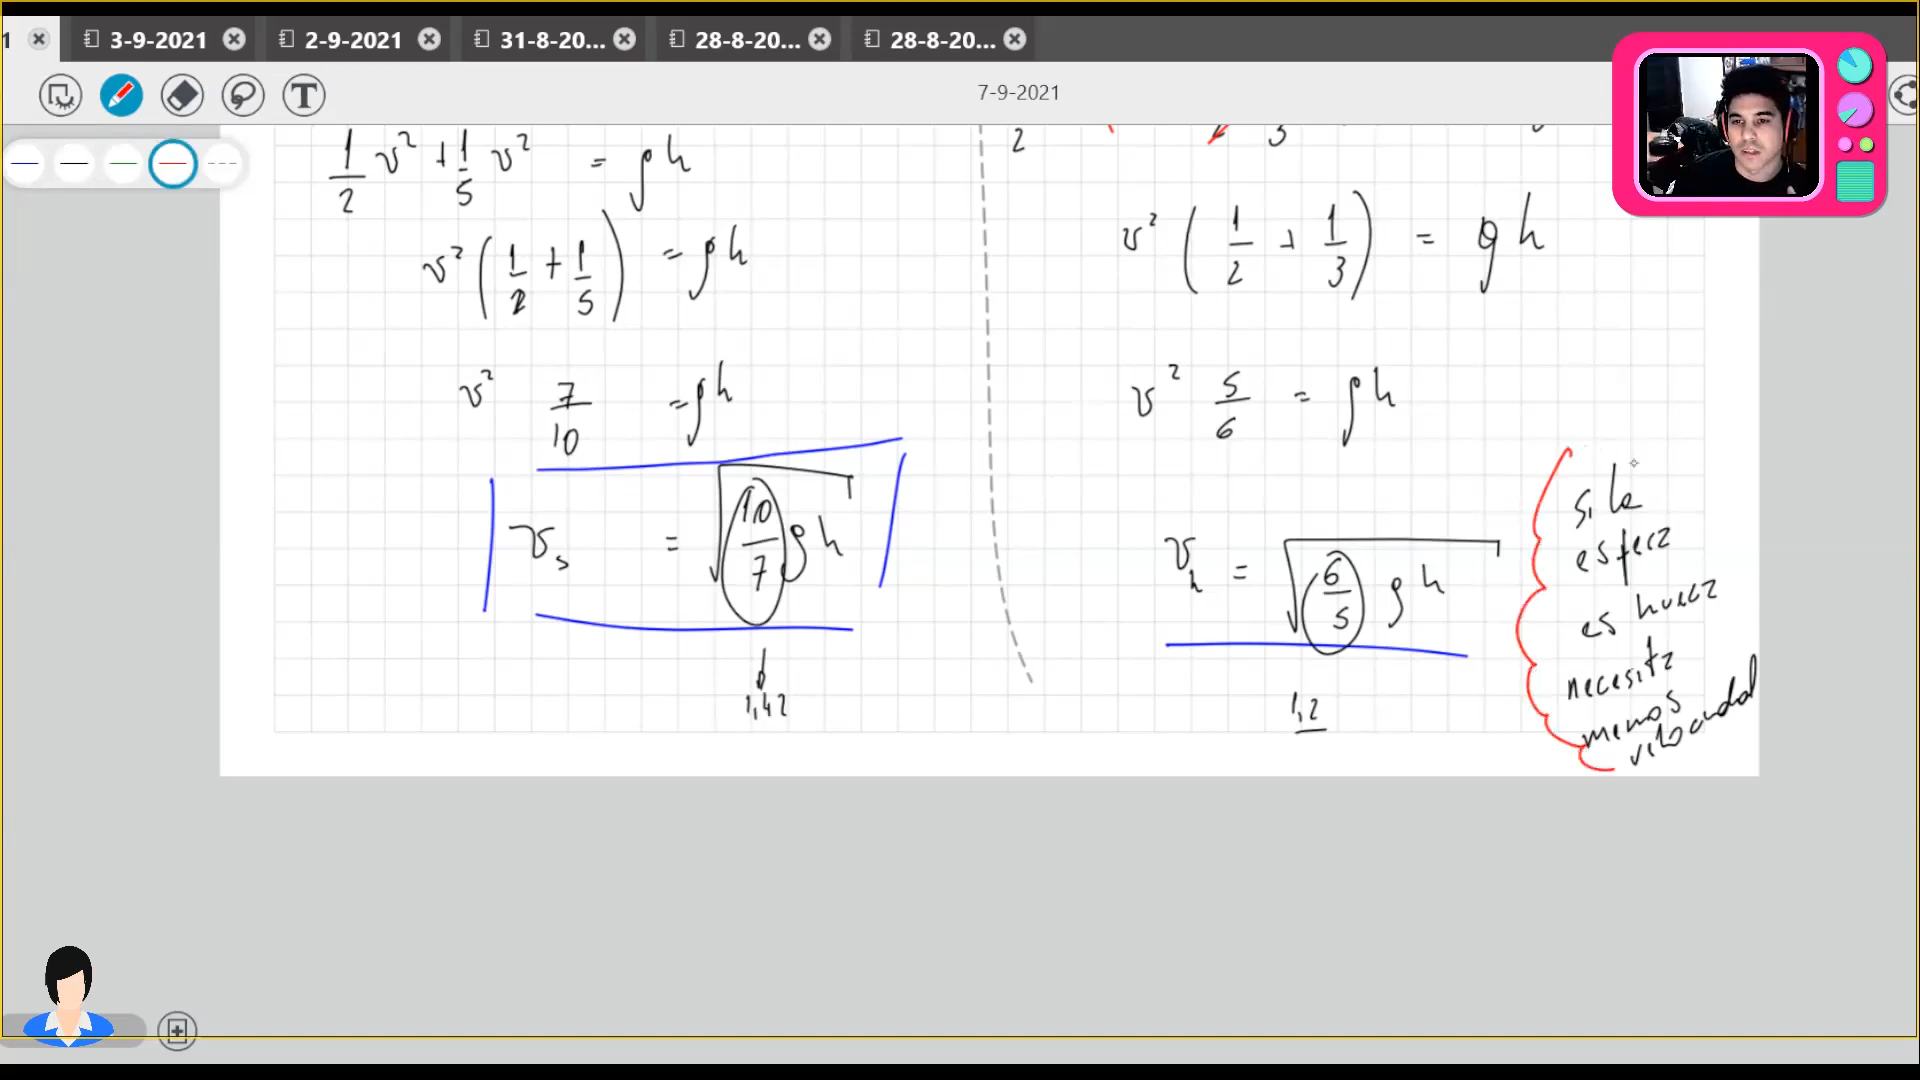 1
3-9-2021
2-9-2021
31-8-20...
28-8-20...
28-8-20...
T
7-9-2021
1/2 v² + 1/5 v² = gh
v² (1/2 + 1/5) = gh
v² 7/10 = gh
v_s = √(10/7 gh)
1,42
2
3
v² (1/2 + 1/3) = gh
v² 5/6 = gh
v_h = √(6/5 gh)
1,2
si la
esfera
es hueca
necesita
menos
velocidad